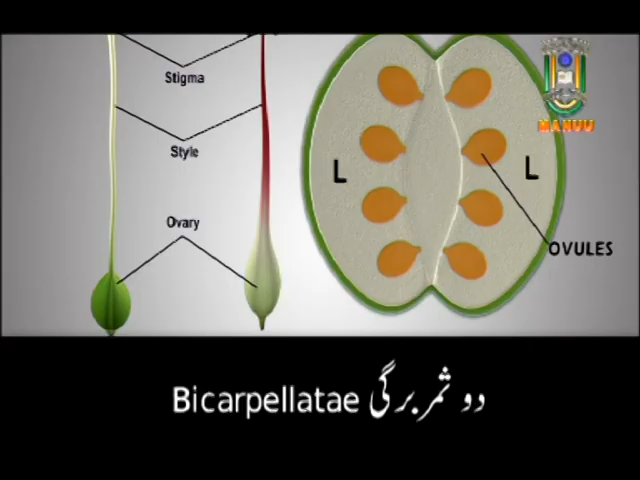 Stigma
MANUU
Style
L
L
Ovary
OVULES
Bicarpellatae دو ثمر برگی